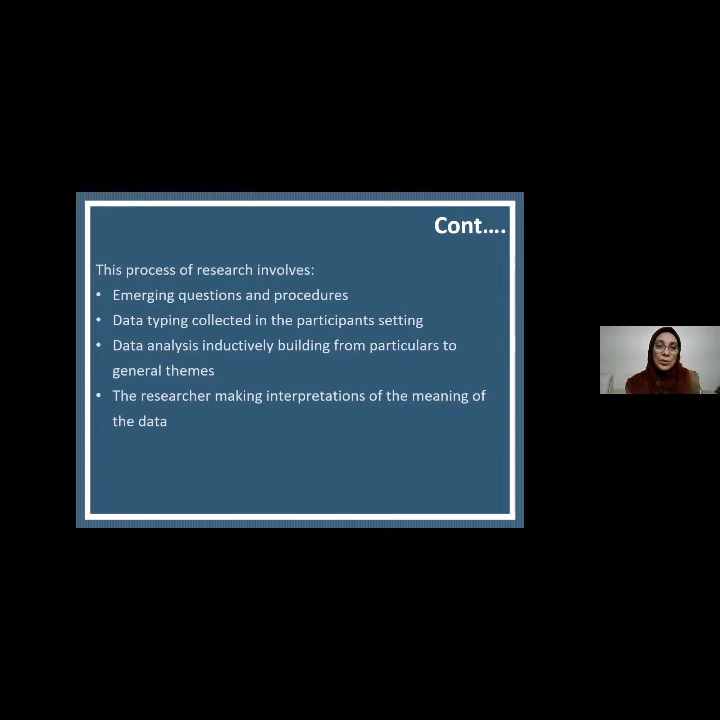 Cont....
This process of research involves:
• Emerging questions and procedures
• Data typing collected in the participants setting
• Data analysis inductively building from particulars to
general themes
• The researcher making interpretations of the meaning of
the data